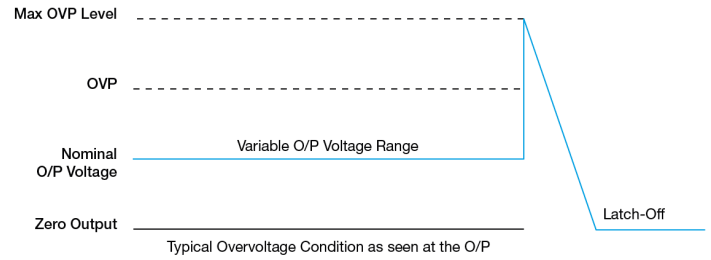 Max OVP Level
OVP
Variable O/P Voltage Range
Nominal
O/P Voltage
Latch-Off
Zero Output
Typical Overvoltage Condition as seen at the O/P